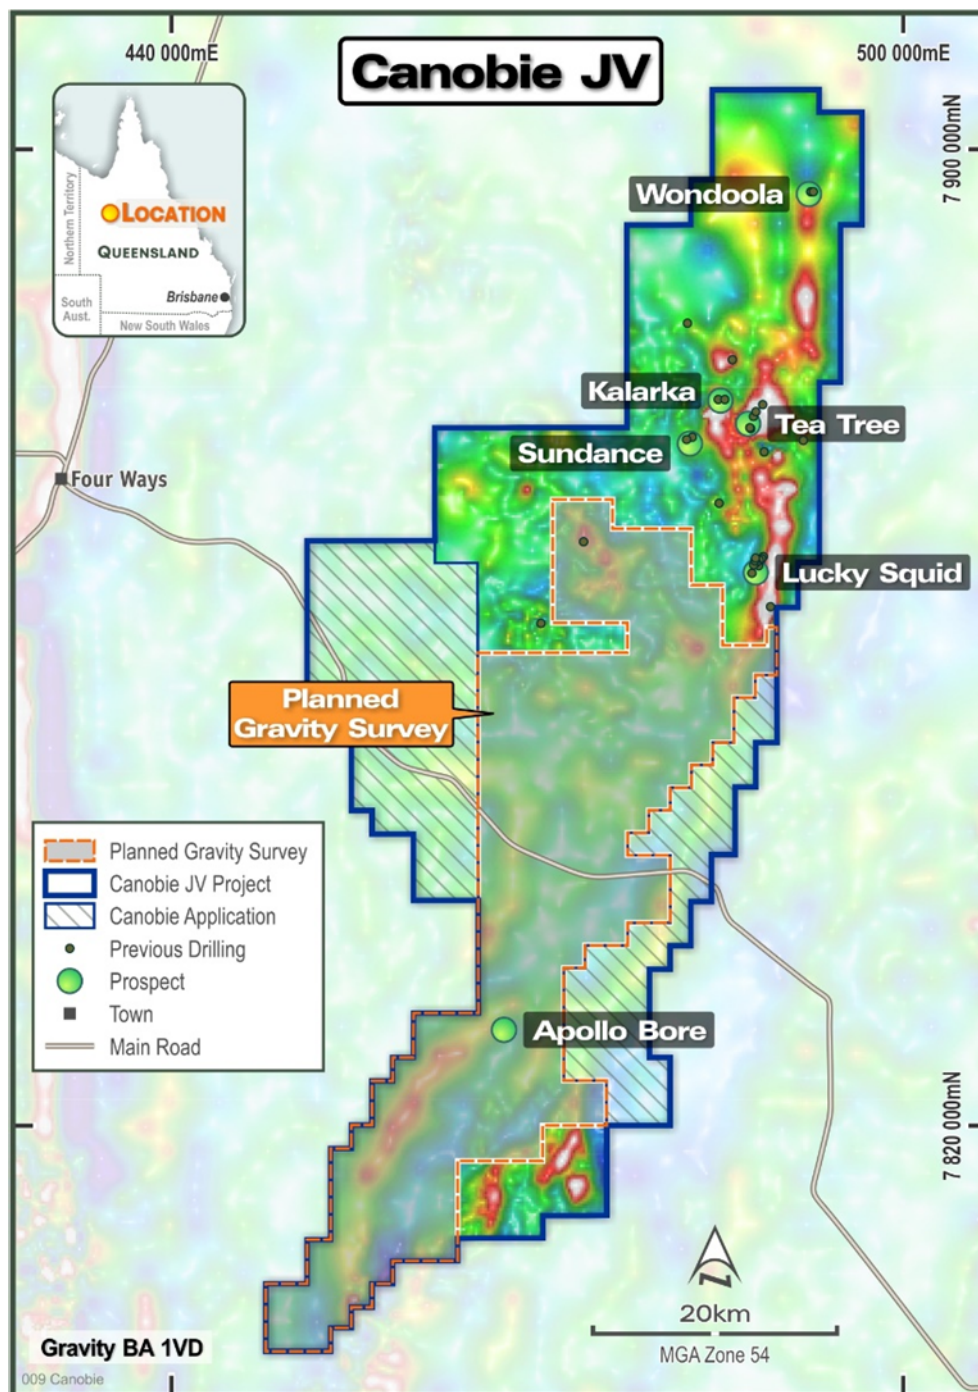 440 000mE
500 000mE
Canobie JV
7 900 000mN
Northern Territory
LOCATION
QUEENSLAND
Brisbane
South
Aust.
New South Wales
Wondoola
Kalarka
Tea Tree
Sundance
Four Ways
Lucky Squid
Planned
Gravity Survey
Planned Gravity Survey
Canobie JV Project
Canobie Application
Previous Drilling
Prospect
Town
Main Road
Apollo Bore
7 820 000mN
N
20km
MGA Zone 54
Gravity BA 1VD
009 Canobie